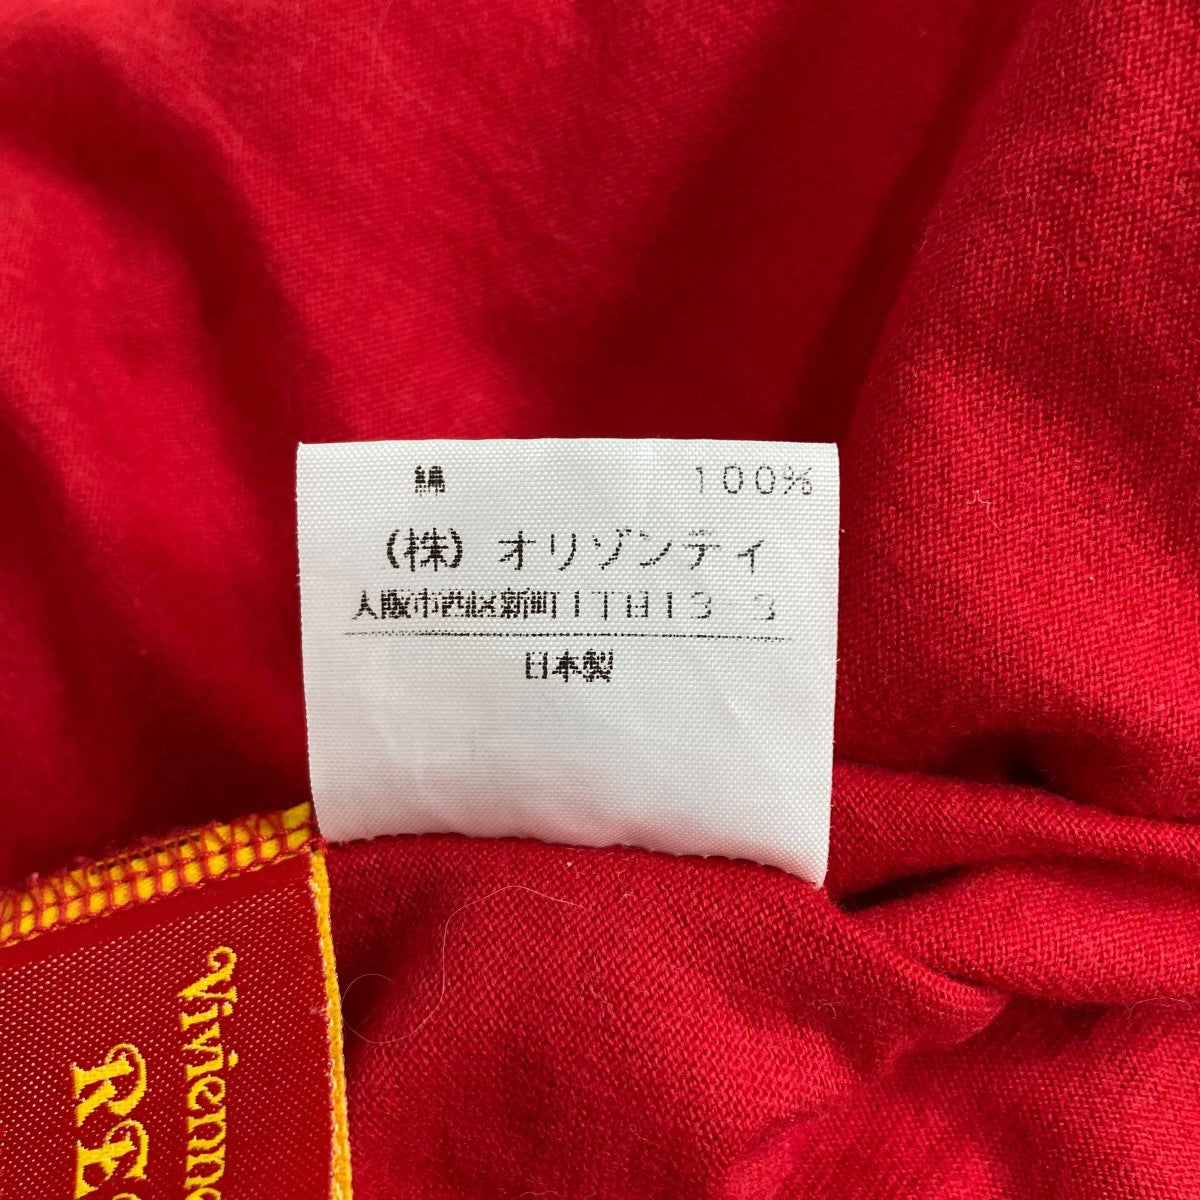 綿 100%
(株) オリゾンティ
大阪市西区新町1丁目13 3
日本製
Vivienne
RE